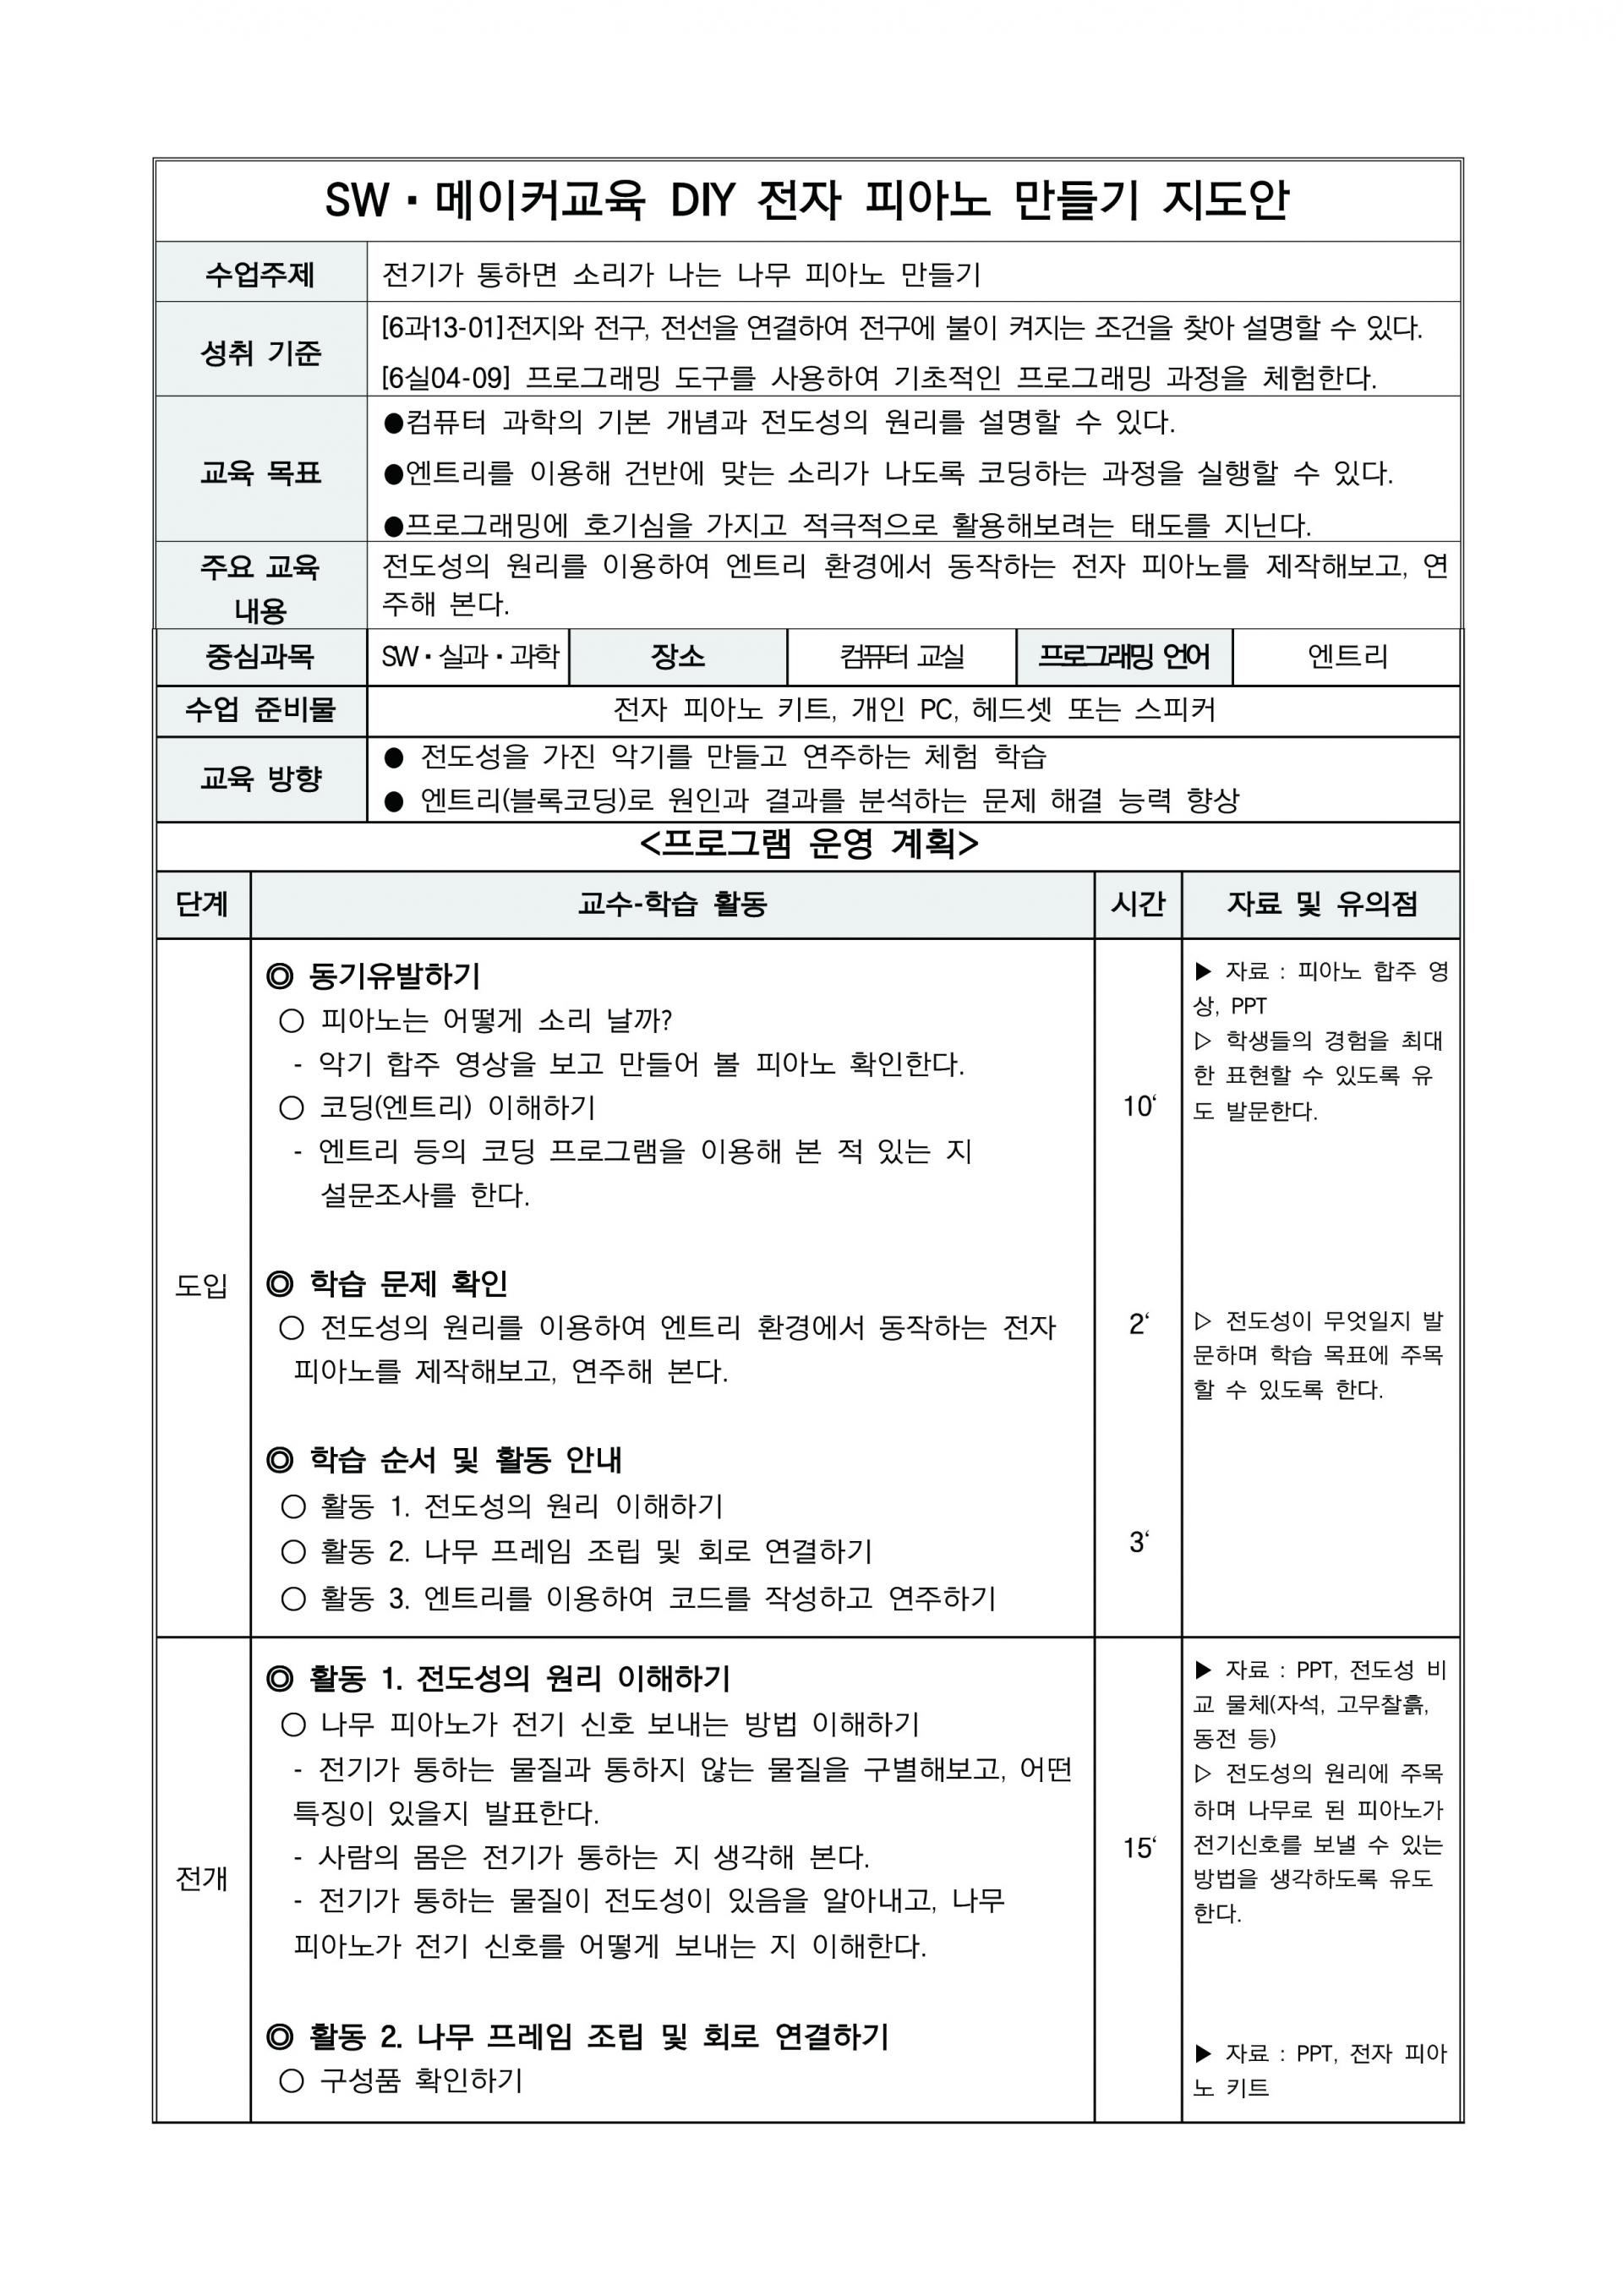 SW · 메이커교육 DIY 전자 피아노 만들기 지도안
수업주제
전기가 통하면 소리가 나는 나무 피아노 만들기
성취 기준
[6과13-01]전지와 전구, 전선을 연결하여 전구에 불이 켜지는 조건을 찾아 설명할 수 있다.
[6실04-09] 프로그래밍 도구를 사용하여 기초적인 프로그래밍 과정을 체험한다.
교육 목표
●컴퓨터 과학의 기본 개념과 전도성의 원리를 설명할 수 있다.
●엔트리를 이용해 건반에 맞는 소리가 나도록 코딩하는 과정을 실행할 수 있다.
●프로그래밍에 호기심을 가지고 적극적으로 활용해보려는 태도를 지닌다.
주요 교육
내용
전도성의 원리를 이용하여 엔트리 환경에서 동작하는 전자 피아노를 제작해보고, 연
주해 본다.
중심과목 SW · 실과 · 과학 장소 컴퓨터 교실 프로그래밍 언어 엔트리
수업 준비물 전자 피아노 키트, 개인 PC, 헤드셋 또는 스피커
교육 방향
● 전도성을 가진 악기를 만들고 연주하는 체험 학습
● 엔트리(블록코딩)로 원인과 결과를 분석하는 문제 해결 능력 향상
<프로그램 운영 계획>
단계 교수-학습 활동 시간 자료 및 유의점
도입
◎ 동기유발하기
○ 피아노는 어떻게 소리 날까?
- 악기 합주 영상을 보고 만들어 볼 피아노 확인한다.
○ 코딩(엔트리) 이해하기
- 엔트리 등의 코딩 프로그램을 이용해 본 적 있는 지
설문조사를 한다.
10‘
▶ 자료 : 피아노 합주 영
상, PPT
▷ 학생들의 경험을 최대
한 표현할 수 있도록 유
도 발문한다.
◎ 학습 문제 확인
○ 전도성의 원리를 이용하여 엔트리 환경에서 동작하는 전자
피아노를 제작해보고, 연주해 본다.
2‘
▷ 전도성이 무엇일지 발
문하며 학습 목표에 주목
할 수 있도록 한다.
◎ 학습 순서 및 활동 안내
○ 활동 1. 전도성의 원리 이해하기
○ 활동 2. 나무 프레임 조립 및 회로 연결하기
○ 활동 3. 엔트리를 이용하여 코드를 작성하고 연주하기
3‘
전개
◎ 활동 1. 전도성의 원리 이해하기
○ 나무 피아노가 전기 신호 보내는 방법 이해하기
- 전기가 통하는 물질과 통하지 않는 물질을 구별해보고, 어떤
특징이 있을지 발표한다.
- 사람의 몸은 전기가 통하는 지 생각해 본다.
- 전기가 통하는 물질이 전도성이 있음을 알아내고, 나무
피아노가 전기 신호를 어떻게 보내는 지 이해한다.
15‘
▶ 자료 : PPT, 전도성 비
교 물체(자석, 고무찰흙,
동전 등)
▷ 전도성의 원리에 주목
하며 나무로 된 피아노가
전기신호를 보낼 수 있는
방법을 생각하도록 유도
한다.
◎ 활동 2. 나무 프레임 조립 및 회로 연결하기
○ 구성품 확인하기
▶ 자료 : PPT, 전자 피아
노 키트